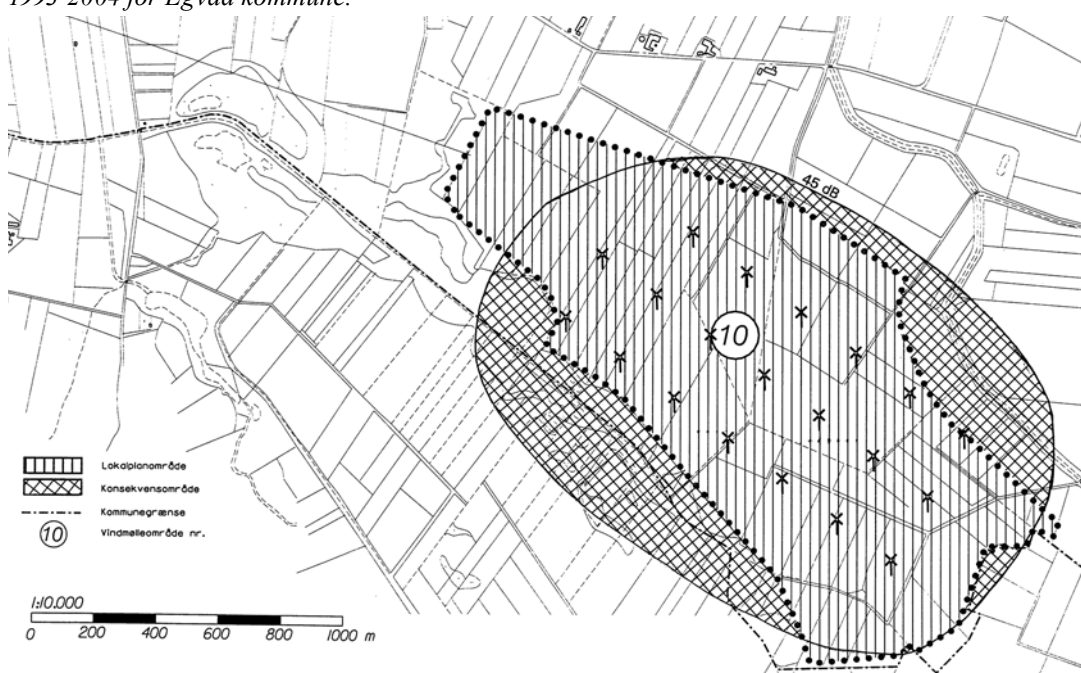 1993-2004 for Egvad kommune.
45 dB
10
Lokalplanområde
Konsekvensområde
Kommunegrænse
10 Vindmølleområde nr.
1:10.000
0 200 400 600 800 1000 m